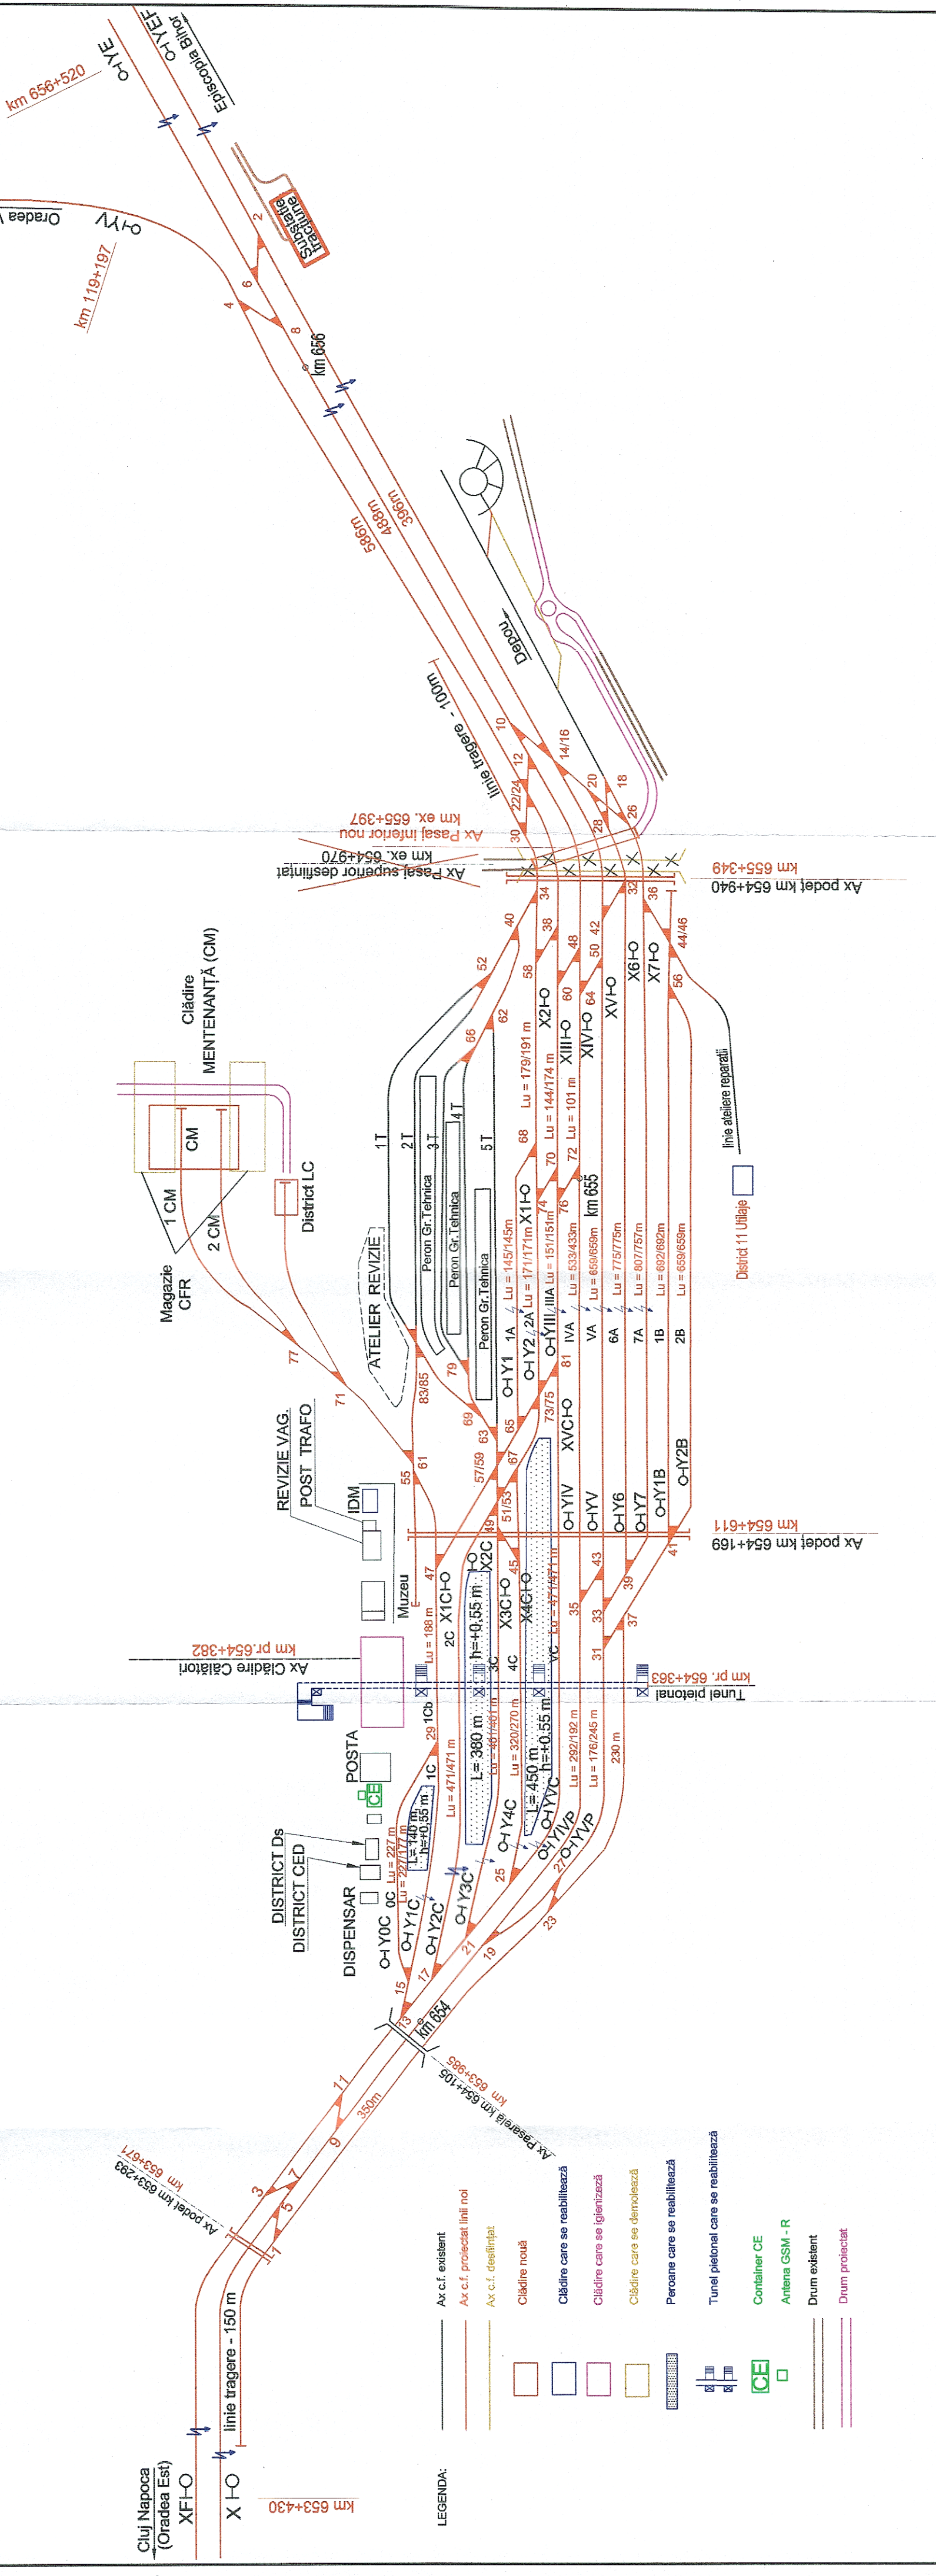 Cluj Napoca
(Oradea Est)
XF
X
km 653+430
linie tragere - 150 m
Ax podeț km 653+293
km 653+671
1
3
5
7
9
11
350m
13
km 654
Ax Pasarelă km 654+105
km 653+985
15
17
19
21
23
25
27
DISTRICT Ds
DISTRICT CED
DISPENSAR
POSTA
CE
Y0C
0C
Lu = 227 m
Lu = 227/177 m
Y1C
Y2C
Y3C
Y4C
YVC
YIVP
YVP
L= 140 m
h=+0,55 m
1C
29
1Cb
Lu = 188 m
Lu = 471/471 m
2C
L= 380 m
h=+0,55 m
3C
Lu = 461/461 m
4C
Lu = 320/270 m
L= 450 m
h=+0,55 m
VC
Lu = 471/471 m
Lu = 292/192 m
Lu = 176/245 m
230 m
Ax Clădire Călători
km pr.654+382
Tunel pietonal
km pr. 654+363
Muzeu
REVIZIE VAG.
POST TRAFO
IDM
X1C
X2C
X3C
X4C
31
33
35
37
39
41
43
45
47
49
51/53
55
57/59
61
63
65
67
69
71
73/75
77
79
81
83/85
Ax podeț km 654+169
km 654+611
YIV
YV
Y6
Y7
Y1B
Y2B
XVC
Magazie
CFR
1 CM
2 CM
CM
Clădire
MENTENANȚĂ (CM)
District LC
ATELIER REVIZIE
1T
2T
3T
4T
5T
Peron Gr.Tehnica
Peron Gr.Tehnica
Peron Gr.Tehnica
Y1
Y2
YIII
1A
2A
IIIA
IVA
VA
6A
7A
1B
2B
Lu = 145/145m
Lu = 171/171m
Lu = 151/151m
Lu = 533/433m
Lu = 659/659m
Lu = 775/775m
Lu = 807/757m
Lu = 692/692m
Lu = 659/659m
X1
km 655
68
70
72
74
76
Lu = 179/191 m
Lu = 144/174 m
Lu = 101 m
X2
XIII
XIV
XV
X6
X7
District 11 Utilaje
linie ateliere reparatii
52
66
62
40
58
38
60
48
64
50
42
34
32
36
44/46
56
Ax podeț km 654+940
km 655+349
Ax Pasaj superior desființat
km ex. 654+970
Ax Pasaj inferior nou
km ex. 655+397
30
22/24
12
10
14/16
20
18
28
26
linie tragere - 100m
Depou
586m
488m
396m
km 656
8
4
6
2
Substație
tracțiune
km 119+197
YV
Oradea
km 656+520
YE
YEF
Episcopia Bihor
LEGENDA:
Ax c.f. existent
Ax c.f. proiectat linii noi
Ax c.f. desființat
Clădire nouă
Clădire care se reabilitează
Clădire care se igienizează
Clădire care se demolează
Peroane care se reabilitează
Tunel pietonal care se reabilitează
CE
Container CE
Antena GSM - R
Drum existent
Drum proiectat